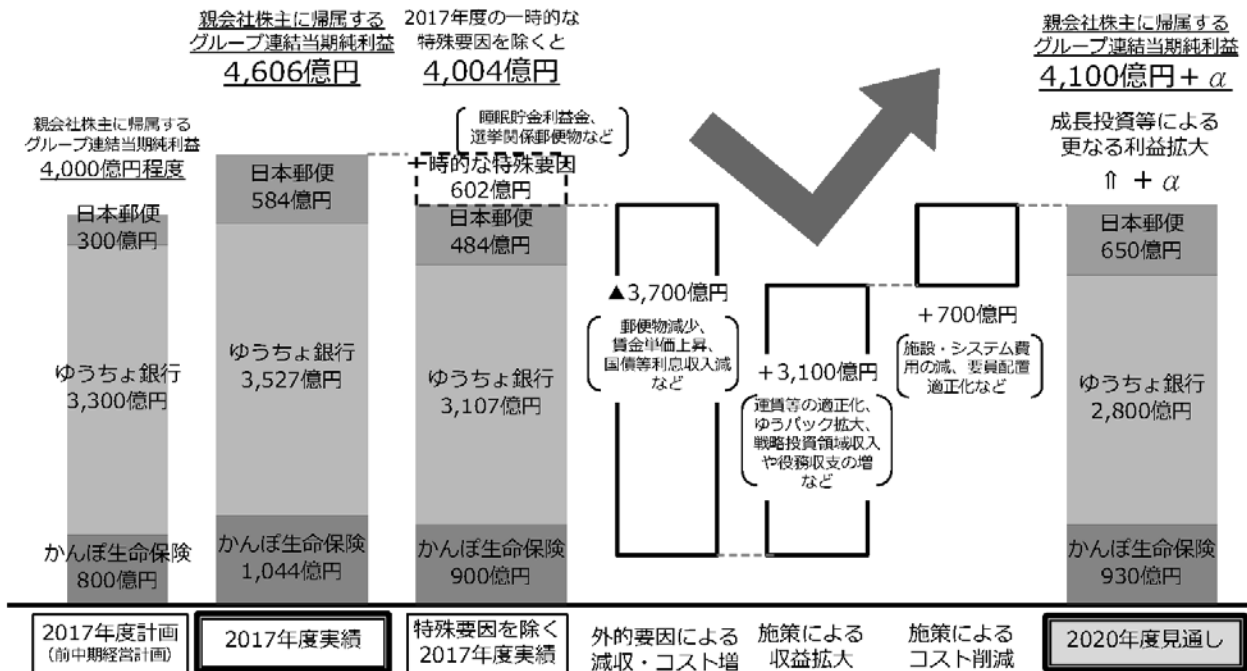 親会社株主に帰属する
グループ連結当期純利益
4,000億円程度
日本郵便
300億円
ゆうちょ銀行
3,300億円
かんぽ生命保険
800億円
2017年度計画
(前中期経営計画)
親会社株主に帰属する
グループ連結当期純利益
4,606億円
日本郵便
584億円
ゆうちょ銀行
3,527億円
かんぽ生命保険
1,044億円
2017年度実績
2017年度の一時的な
特殊要因を除くと
4,004億円
睡眠貯金利益金、
選挙関係郵便物など
一時的な特殊要因
602億円
日本郵便
484億円
ゆうちょ銀行
3,107億円
かんぽ生命保険
900億円
特殊要因を除く
2017年度実績
▲3,700億円
郵便物減少、
賃金単価上昇、
国債等利息収入減
など
外的要因による
減収・コスト増
+3,100億円
運賃等の適正化、
ゆうパック拡大、
戦略投資領域収入
や役務収支の増
など
施策による
収益拡大
+700億円
施設・システム費
用の減、要員配置
適正化など
施策による
コスト削減
親会社株主に帰属する
グループ連結当期純利益
4,100億円+α
成長投資等による
更なる利益拡大
⇑ +α
日本郵便
650億円
ゆうちょ銀行
2,800億円
かんぽ生命保険
930億円
2020年度見通し